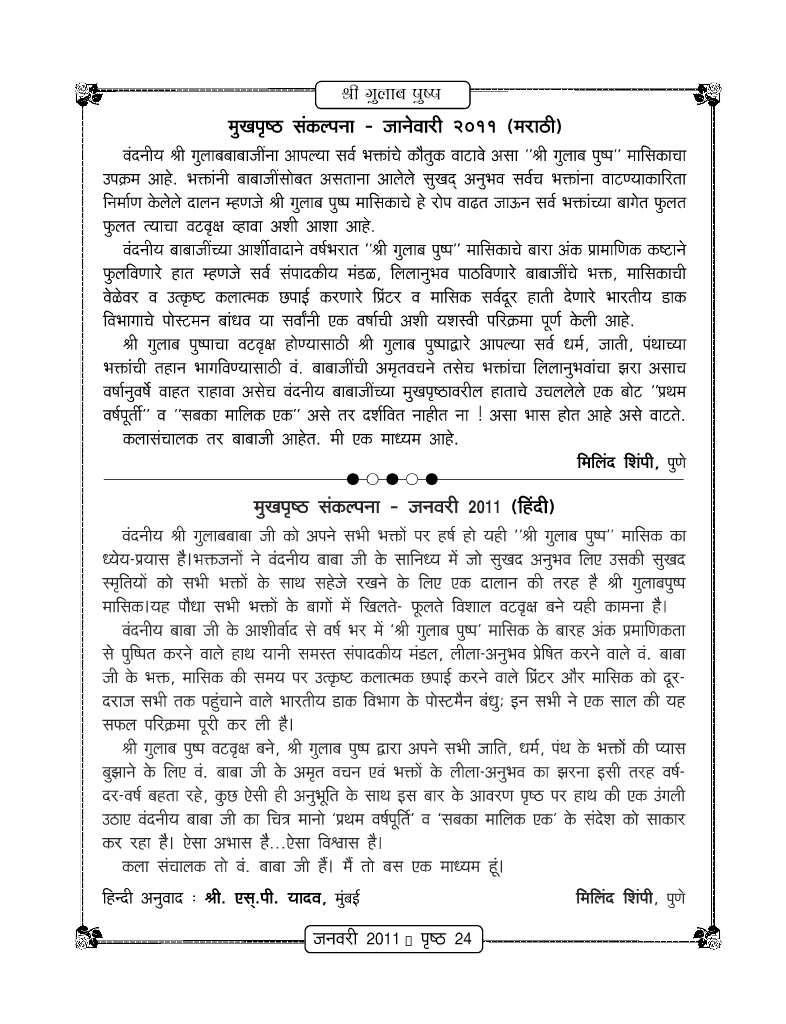 श्री गुलाब पुष्प
मुखपृष्ठ संकल्पना - जानेवारी २०११ (मराठी)
वंदनीय श्री गुलाबबाबाजींना आपल्या सर्व भक्तांचे कौतुक वाटावे असा ‘‘श्री गुलाब पुष्प’’ मासिकाचा
उपक्रम आहे. भक्तांनी बाबाजींसोबत असताना आलेले सुखद् अनुभव सर्वच भक्तांना वाटण्याकारिता
निर्माण केलेले दालन म्हणजे श्री गुलाब पुष्प मासिकाचे हे रोप वाढत जाऊन सर्व भक्तांच्या बागेत फुलत
फुलत त्याचा वटवृक्ष व्हावा अशी आशा आहे.
वंदनीय बाबाजींच्या आर्शीवादाने वर्षभरात ‘‘श्री गुलाब पुष्प’’ मासिकाचे बारा अंक प्रामाणिक कष्टाने
फुलविणारे हात म्हणजे सर्व संपादकीय मंडळ, लिलानुभव पाठविणारे बाबाजींचे भक्त, मासिकाची
वेळेवर व उत्कृष्ट कलात्मक छपाई करणारे प्रिंटर व मासिक सर्वदूर हाती देणारे भारतीय डाक
विभागाचे पोस्टमन बांधव या सर्वांनी एक वर्षाची अशी यशस्वी परिक्रमा पूर्ण केली आहे.
श्री गुलाब पुष्पाचा वटवृक्ष होण्यासाठी श्री गुलाब पुष्पाद्वारे आपल्या सर्व धर्म, जाती, पंथाच्या
भक्तांची तहान भागविण्यासाठी वं. बाबाजींची अमृतवचने तसेच भक्तांचा लिलानुभवांचा झरा असाच
वर्षानुवर्षे वाहत राहावा असेच वंदनीय बाबाजींच्या मुखपृष्ठावरील हाताचे उचललेले एक बोट ‘‘प्रथम
वर्षपूर्ती’’ व ‘‘सबका मालिक एक’’ असे तर दर्शवित नाहीत ना ! असा भास होत आहे असे वाटते.
कलासंचालक तर बाबाजी आहेत. मी एक माध्यम आहे.
मिलिंद शिंपी, पुणे
मुखपृष्ठ संकल्पना - जनवरी 2011 (हिंदी)
वंदनीय श्री गुलाबबाबा जी को अपने सभी भक्तों पर हर्ष हो यही ‘‘श्री गुलाब पुष्प’’ मासिक का
ध्येय-प्रयास है।भक्तजनों ने वंदनीय बाबा जी के सानिध्य में जो सुखद अनुभव लिए उसकी सुखद
स्मृतियों को सभी भक्तों के साथ सहेजे रखने के लिए एक दालान की तरह है श्री गुलाबपुष्प
मासिक।यह पौधा सभी भक्तों के बागों में खिलते- फूलते विशाल वटवृक्ष बने यही कामना है।
वंदनीय बाबा जी के आशीर्वाद से वर्ष भर में ‘श्री गुलाब पुष्प’ मासिक के बारह अंक प्रमाणिकता
से पुष्पित करने वाले हाथ यानी समस्त संपादकीय मंडल, लीला-अनुभव प्रेषित करने वाले वं. बाबा
जी के भक्त, मासिक की समय पर उत्कृष्ट कलात्मक छपाई करने वाले प्रिंटर और मासिक को दूर-
दराज सभी तक पहुंचाने वाले भारतीय डाक विभाग के पोस्टमैन बंधु; इन सभी ने एक साल की यह
सफल परिक्रमा पूरी कर ली है।
श्री गुलाब पुष्प वटवृक्ष बने, श्री गुलाब पुष्प द्वारा अपने सभी जाति, धर्म, पंथ के भक्तों की प्यास
बुझाने के लिए वं. बाबा जी के अमृत वचन एवं भक्तों के लीला-अनुभव का झरना इसी तरह वर्ष-
दर-वर्ष बहता रहे, कुछ ऐसी ही अनुभूति के साथ इस बार के आवरण पृष्ठ पर हाथ की एक उंगली
उठाए वंदनीय बाबा जी का चित्र मानो ‘प्रथम वर्षपूर्ति’ व ‘सबका मालिक एक’ के संदेश को साकार
कर रहा है। ऐसा अभास है...ऐसा विश्वास है।
कला संचालक तो वं. बाबा जी हैं। मैं तो बस एक माध्यम हूं।
हिन्दी अनुवाद : श्री. एस्.पी. यादव, मुंबई मिलिंद शिंपी, पुणे
जनवरी 2011 □ पृष्ठ 24